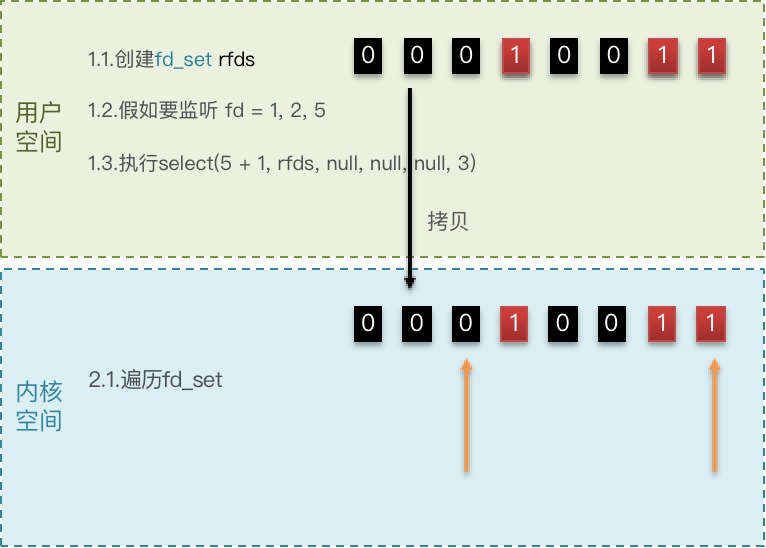 1.1.创建fd_set rfds
0 0 0 1 0 0 1 1
1.2.假如要监听 fd = 1, 2, 5
用户
空间
1.3.执行select(5 + 1, rfds, null, null, null, 3)
拷贝
0 0 0 1 0 0 1 1
2.1.遍历fd_set
内核
空间